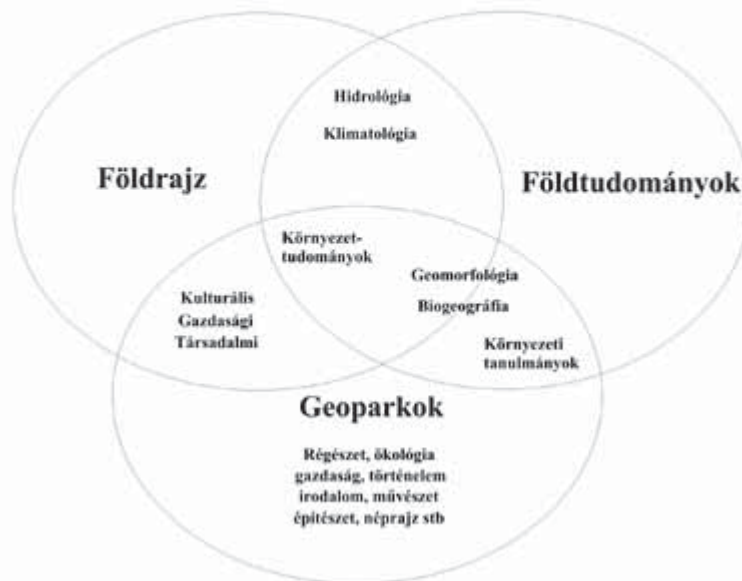 Hidrológia
Klimatológia
Földrajz
Földtudományok
Környezet-
tudományok
Geomorfológia
Biogeográfia
Kulturális
Gazdasági
Társadalmi
Környezeti
tanulmányok
Geoparkok
Régészet, ökológia
gazdaság, történelem
irodalom, művészet
építészet, néprajz stb